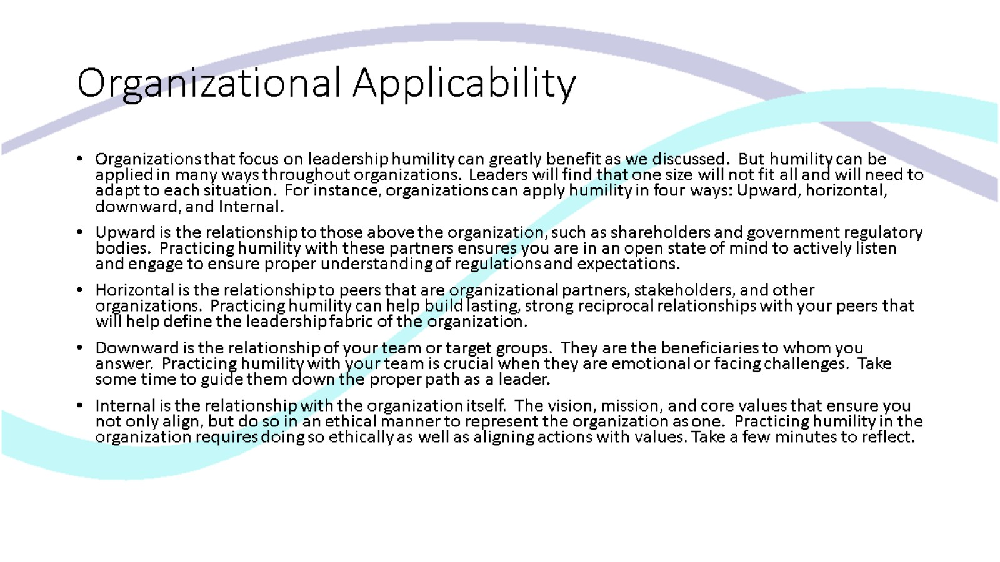 Organizational Applicability
• Organizations that focus on leadership humility can greatly benefit as we discussed.  But humility can be
applied in many ways throughout organizations.  Leaders will find that one size will not fit all and will need to
adapt to each situation.  For instance, organizations can apply humility in four ways: Upward, horizontal,
downward, and Internal.
• Upward is the relationship to those above the organization, such as shareholders and government regulatory
bodies.  Practicing humility with these partners ensures you are in an open state of mind to actively listen
and engage to ensure proper understanding of regulations and expectations.
• Horizontal is the relationship to peers that are organizational partners, stakeholders, and other
organizations.  Practicing humility can help build lasting, strong reciprocal relationships with your peers that
will help define the leadership fabric of the organization.
• Downward is the relationship of your team or target groups.  They are the beneficiaries to whom you
answer.  Practicing humility with your team is crucial when they are emotional or facing challenges.  Take
some time to guide them down the proper path as a leader.
• Internal is the relationship with the organization itself.  The vision, mission, and core values that ensure you
not only align, but do so in an ethical manner to represent the organization as one.  Practicing humility in the
organization requires doing so ethically as well as aligning actions with values. Take a few minutes to reflect.